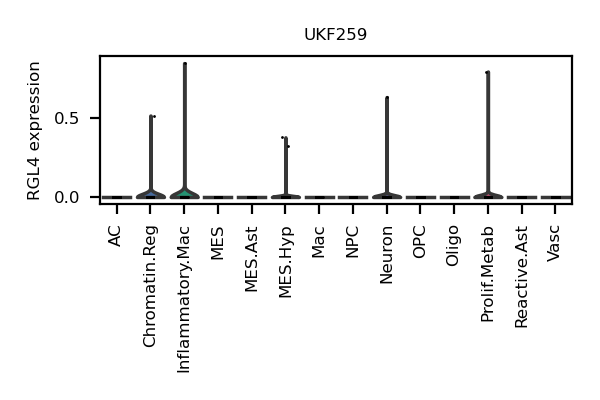 UKF259
RGL4 expression
0.5
0.0
AC
Chromatin.Reg
Inflammatory.Mac
MES
MES.Ast
MES.Hyp
Mac
NPC
Neuron
OPC
Oligo
Prolif.Metab
Reactive.Ast
Vasc